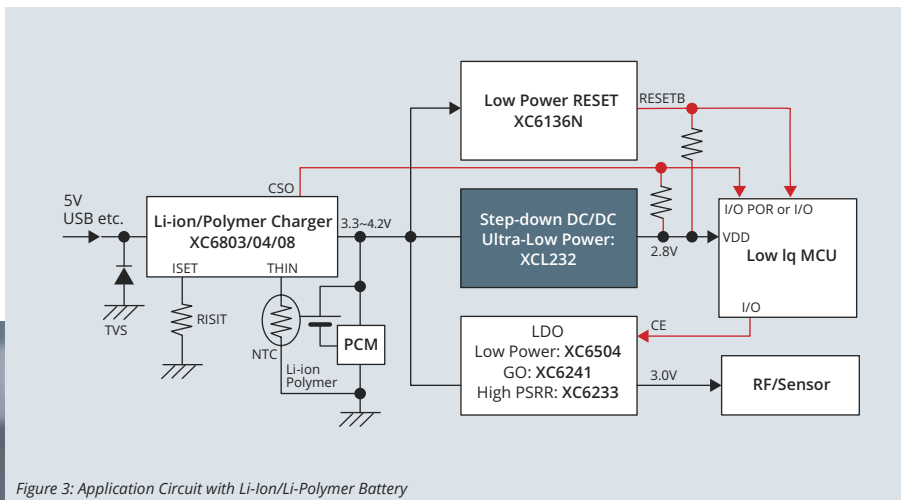 Low Power RESET
XC6136N
RESETB
CSO
5V
USB etc.
Li-ion/Polymer Charger
XC6803/04/08
ISET
THIN
3.3~4.2V
Step-down DC/DC
Ultra-Low Power:
XCL232
2.8V
I/O POR or I/O
VDD
Low lq MCU
I/O
TVS
RISIT
NTC
Li-ion
Polymer
PCM
LDO
Low Power: XC6504
GO: XC6241
High PSRR: XC6233
CE
3.0V
RF/Sensor
Figure 3: Application Circuit with Li-Ion/Li-Polymer Battery